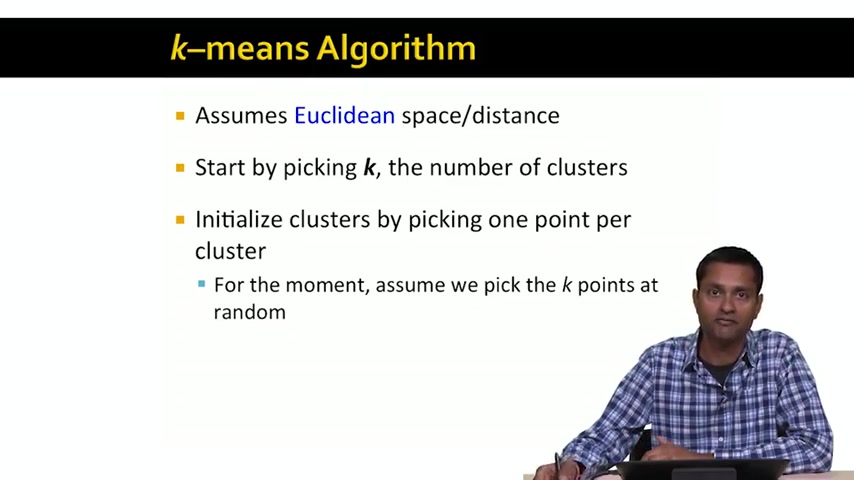 k–means Algorithm
Assumes Euclidean space/distance
Start by picking k, the number of clusters
Initialize clusters by picking one point per
cluster
For the moment, assume we pick the k points at
random